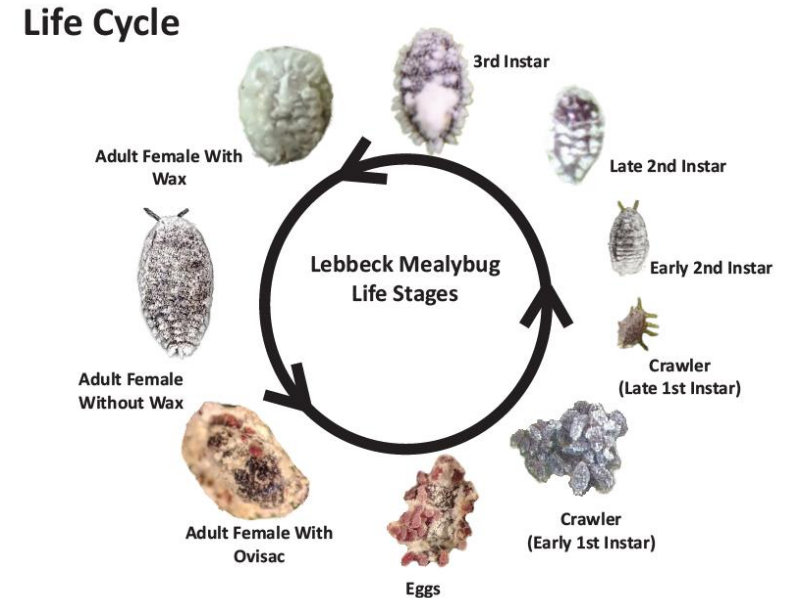 Life Cycle
3rd Instar
Adult Female With
Wax
Late 2nd Instar
Lebbeck Mealybug
Life Stages
Early 2nd Instar
Crawler
(Late 1st Instar)
Adult Female
Without Wax
Crawler
(Early 1st Instar)
Adult Female With
Ovisac
Eggs